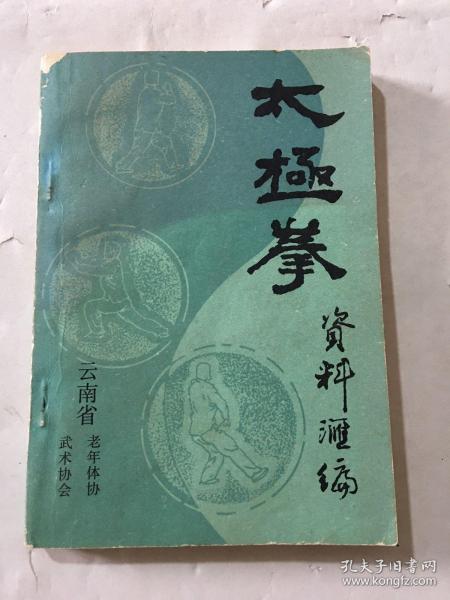 太極拳
資料滙编
云南省
老年体协
武术协会
孔夫子旧书网
www.kongfz.com